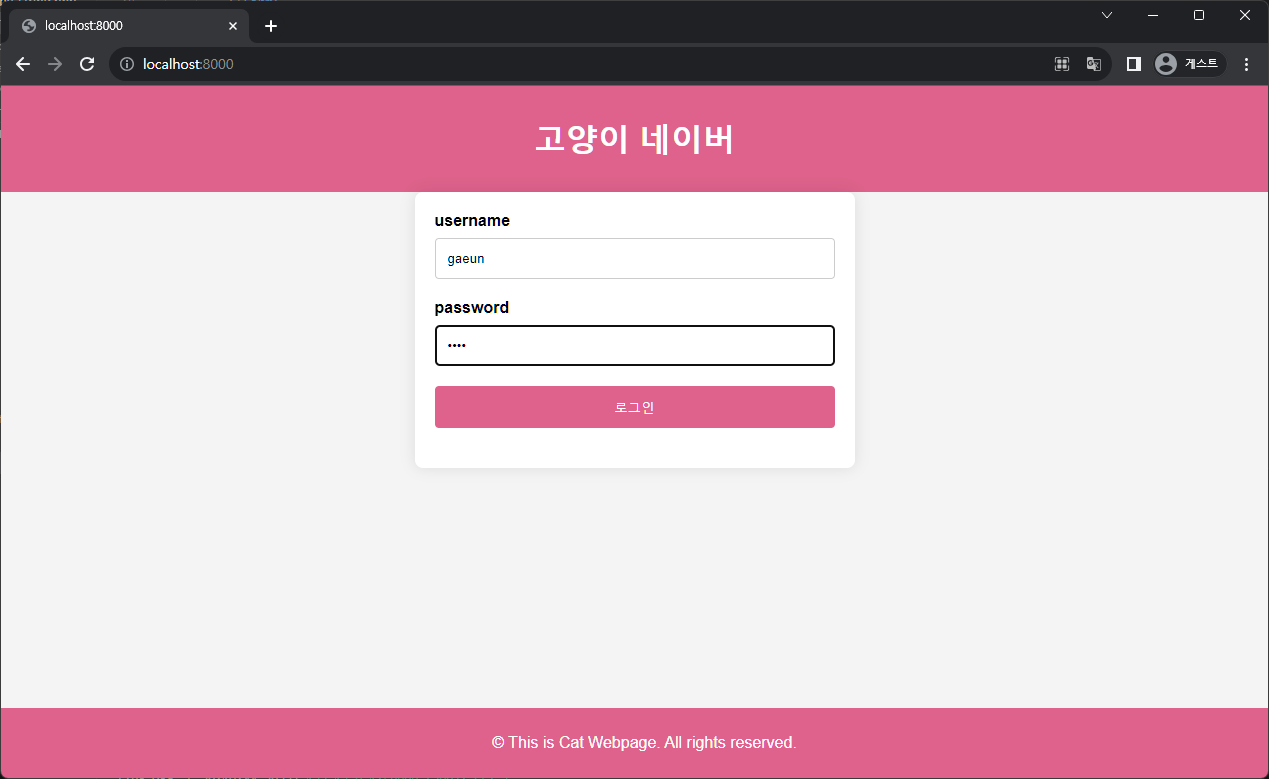 localhost:8000
localhost:8000
게스트
고양이 네이버
username
gaeun
password
••••
로그인
© This is Cat Webpage. All rights reserved.